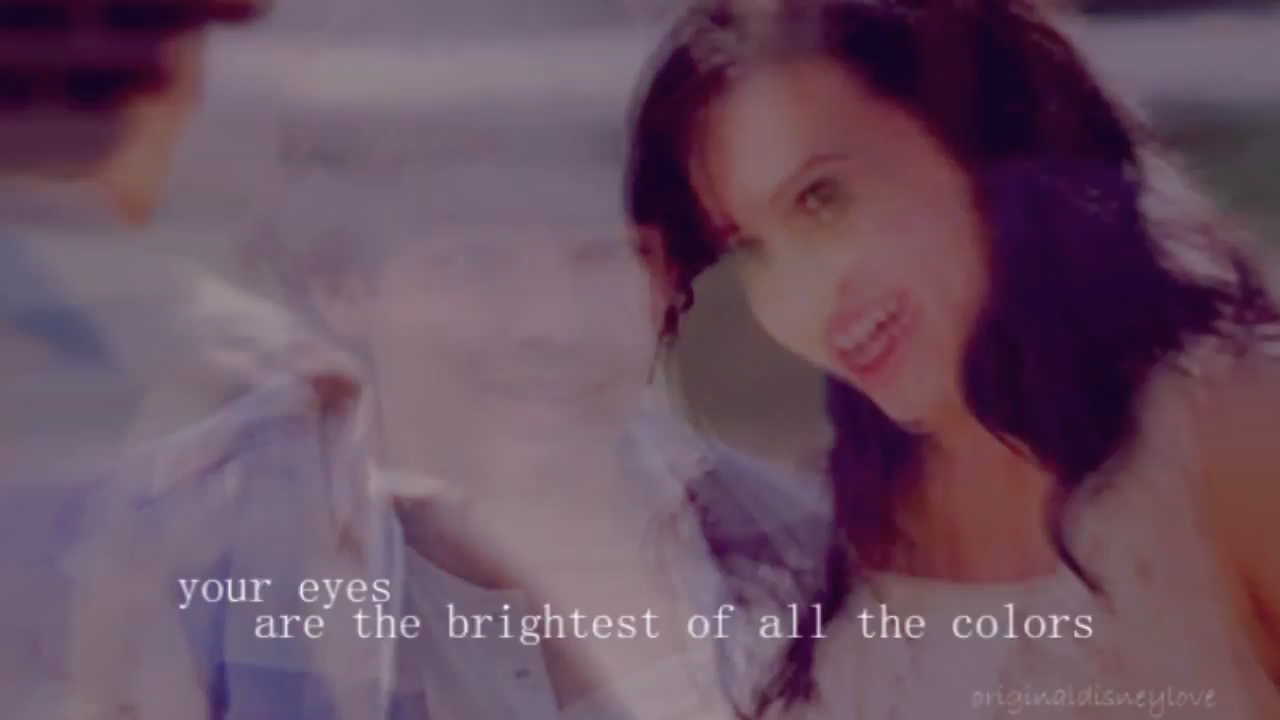 your eyes
are the brightest of all the colors
originaldisneylove